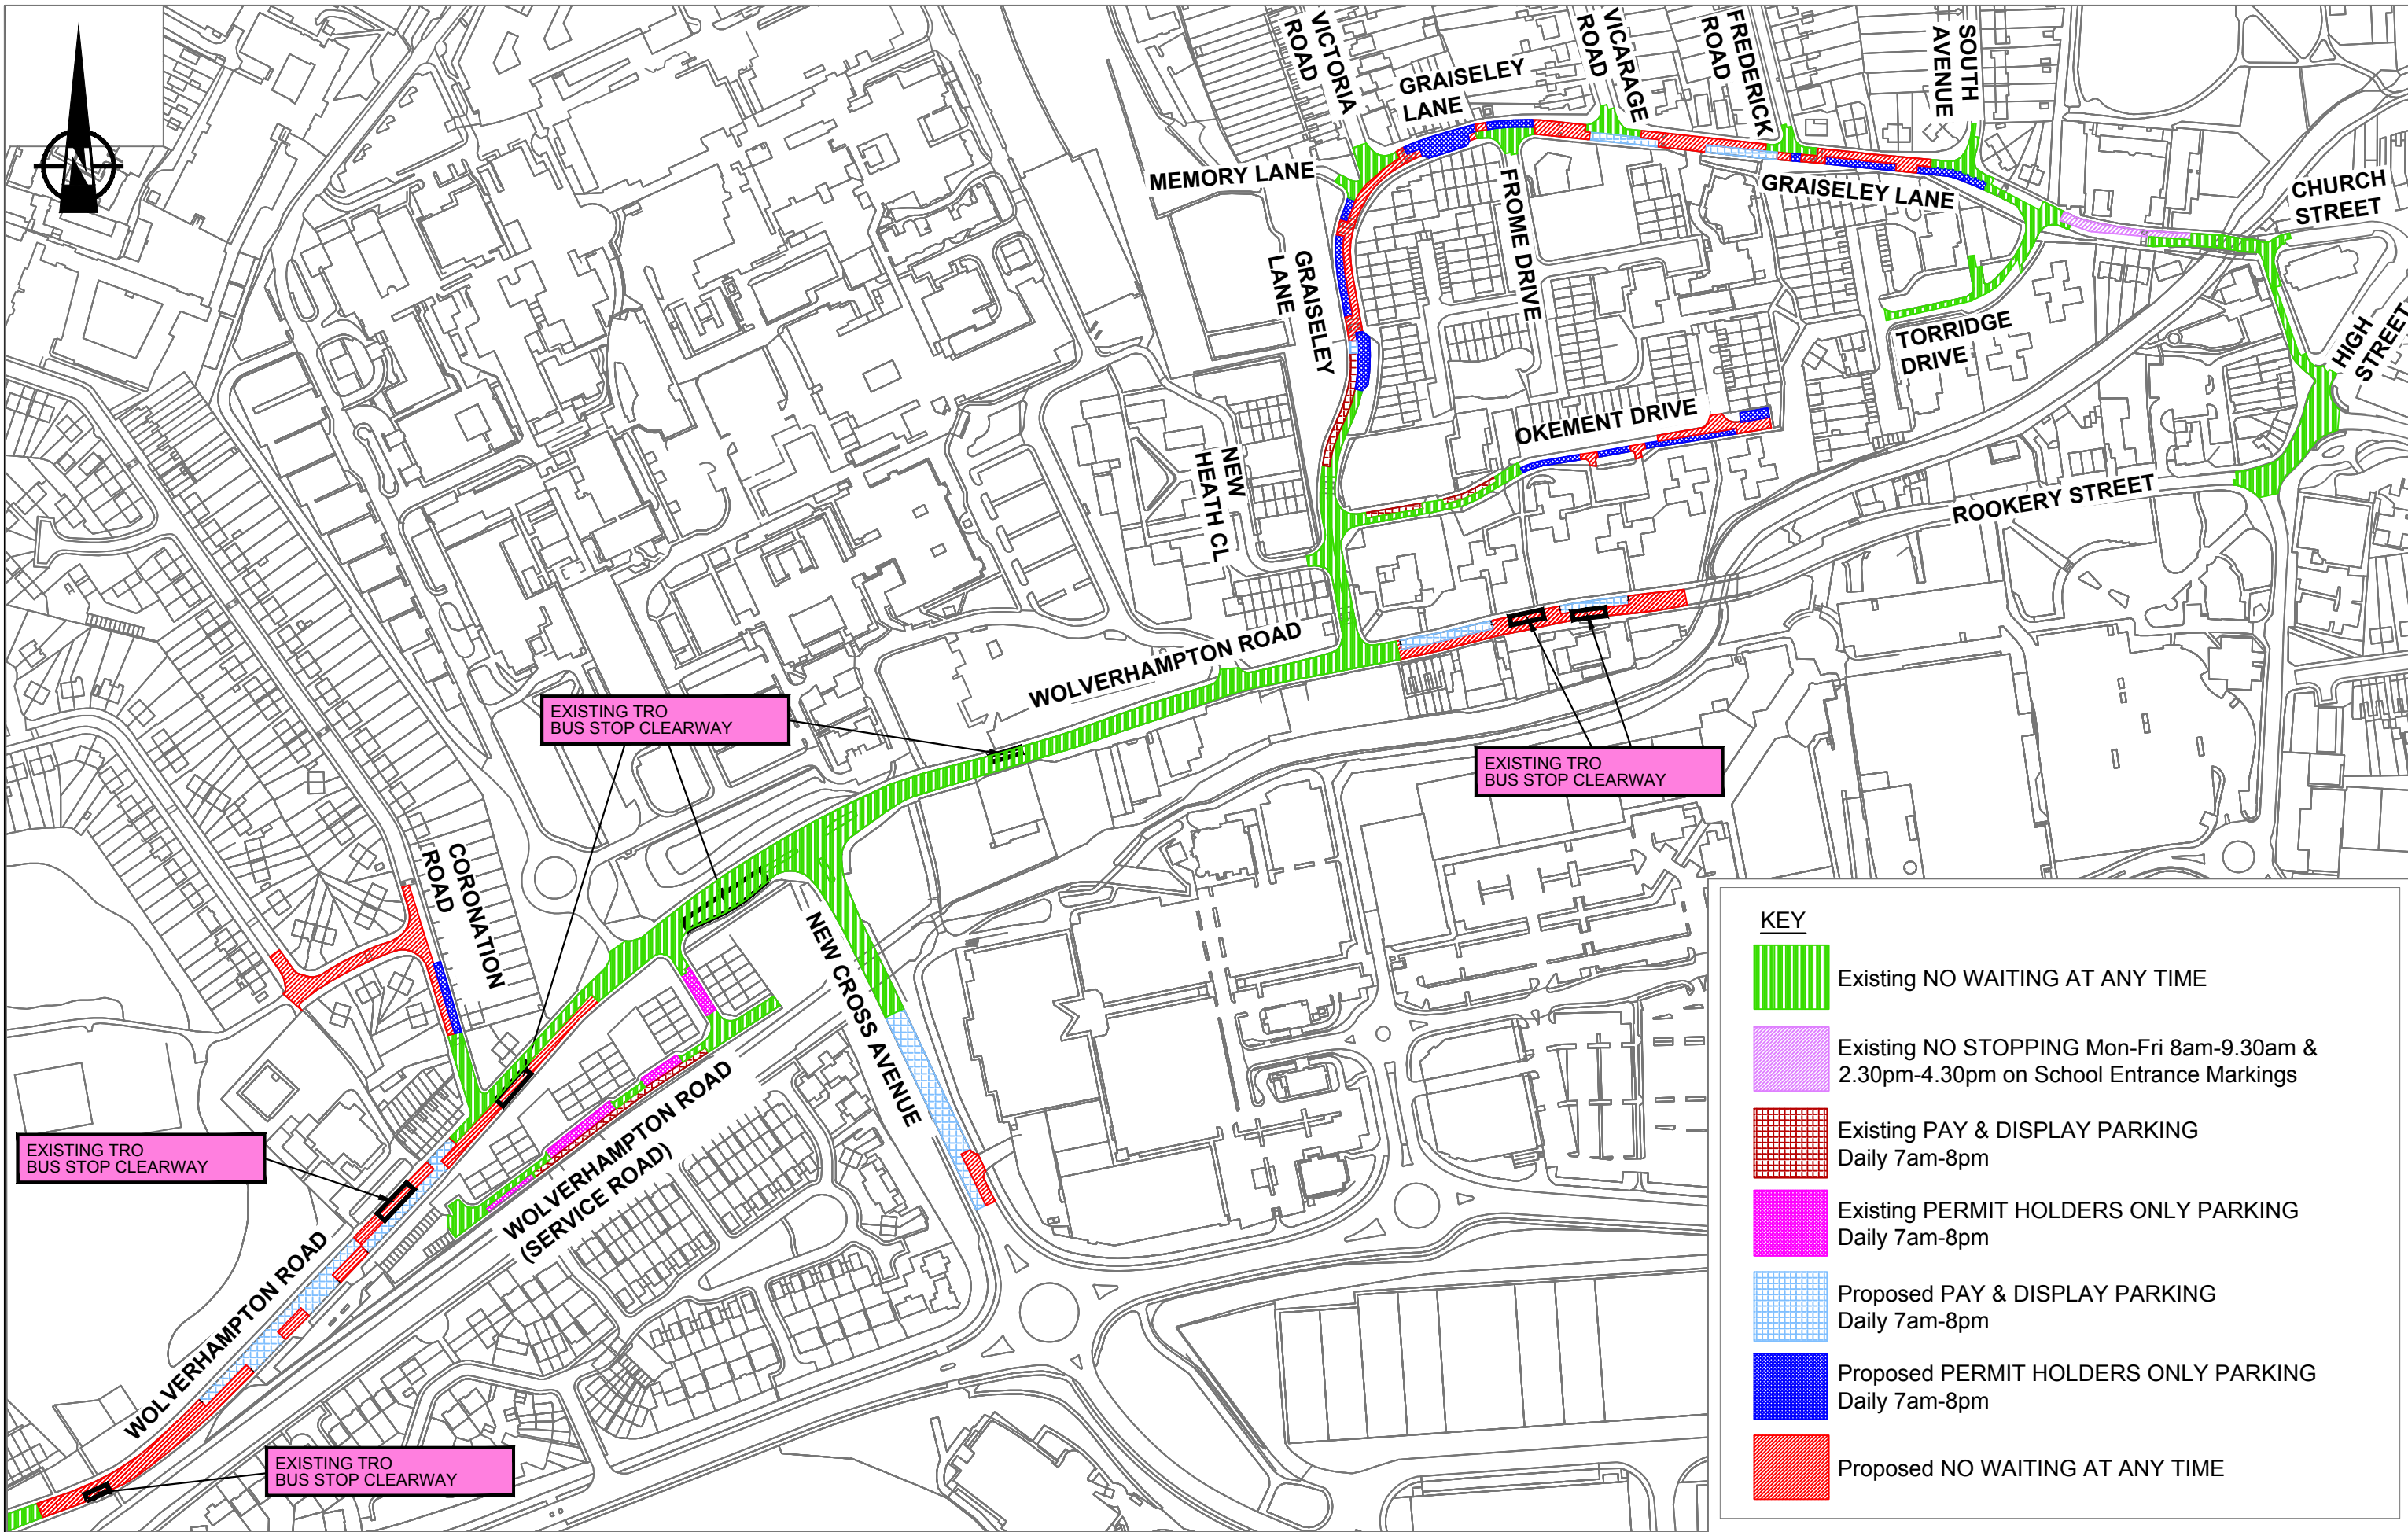 VICTORIA
ROAD
GRAISELEY
LANE
VICARAGE
ROAD
FREDERICK
ROAD
SOUTH
AVENUE
MEMORY LANE
GRAISELEY LANE
CHURCH
STREET
FROME DRIVE
GRAISELEY
LANE
TORRIDGE
DRIVE
HIGH
STREET
OKEMENT DRIVE
NEW
HEATH CL
ROOKERY STREET
WOLVERHAMPTON ROAD
EXISTING TRO
BUS STOP CLEARWAY
EXISTING TRO
BUS STOP CLEARWAY
CORONATION
ROAD
NEW CROSS AVENUE
EXISTING TRO
BUS STOP CLEARWAY
WOLVERHAMPTON ROAD
(SERVICE ROAD)
WOLVERHAMPTON ROAD
EXISTING TRO
BUS STOP CLEARWAY
KEY
Existing NO WAITING AT ANY TIME
Existing NO STOPPING Mon-Fri 8am-9.30am &
2.30pm-4.30pm on School Entrance Markings
Existing PAY & DISPLAY PARKING
Daily 7am-8pm
Existing PERMIT HOLDERS ONLY PARKING
Daily 7am-8pm
Proposed PAY & DISPLAY PARKING
Daily 7am-8pm
Proposed PERMIT HOLDERS ONLY PARKING
Daily 7am-8pm
Proposed NO WAITING AT ANY TIME